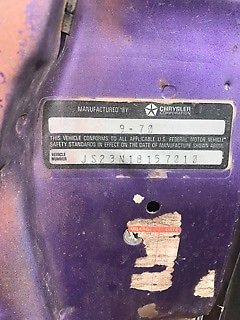 MANUFACTURED BY CHRYSLER CORPORATION
9-70
THIS VEHICLE CONFORMS TO ALL APPLICABLE U.S. FEDERAL MOTOR VEHICLE
SAFETY STANDARDS IN EFFECT ON THE DATE OF MANUFACTURE SHOWN ABOVE
VEHICLE NUMBER JS23N1B157010